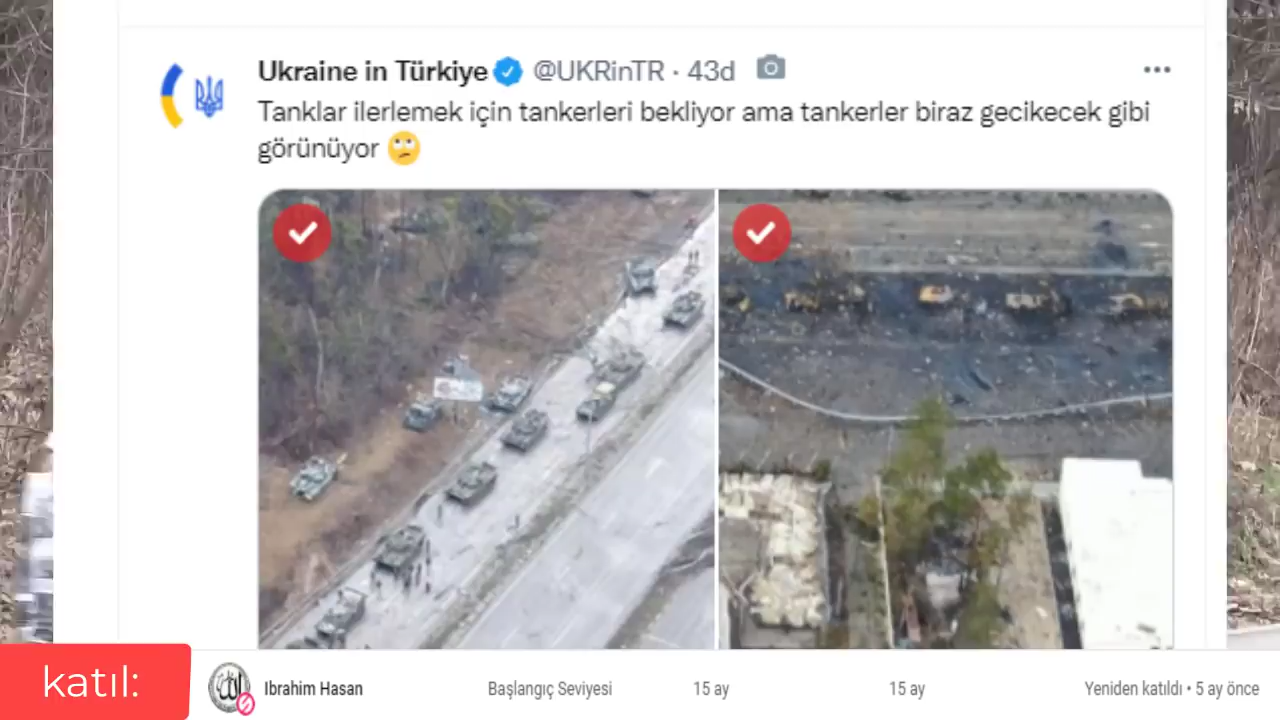 Ukraine in Türkiye @UKRinTR · 43d
Tanklar ilerlemek için tankerleri bekliyor ama tankerler biraz gecikecek gibi
görünüyor 🙄
katıl:
Ibrahim Hasan Başlangıç Seviyesi 15 ay 15 ay Yeniden katıldı • 5 ay önce